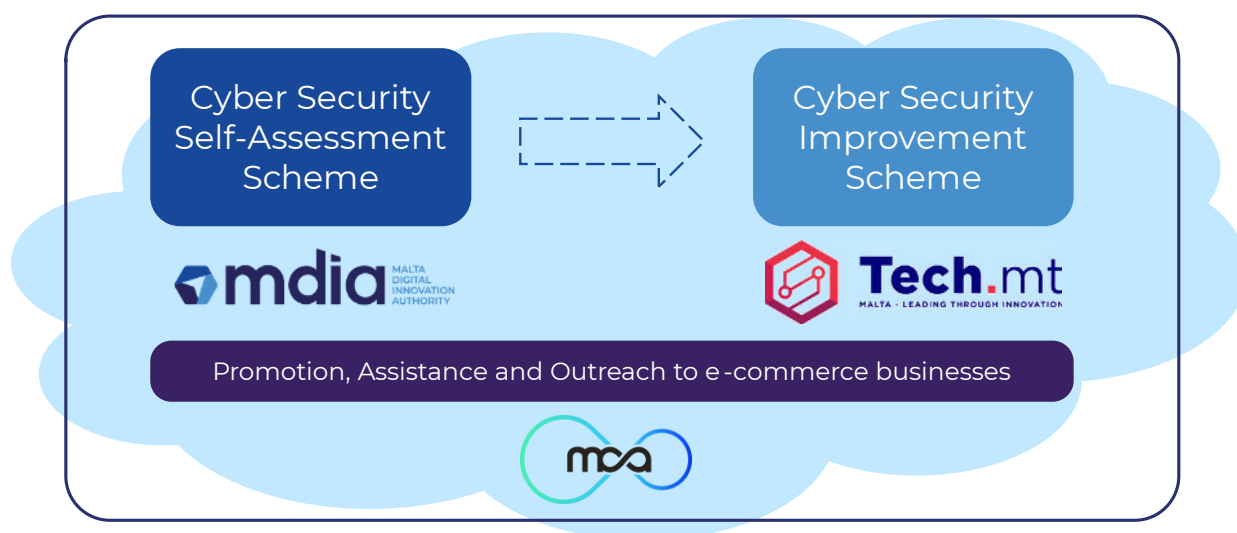 Cyber Security
Self-Assessment
Scheme
Cyber Security
Improvement
Scheme
mdia
MALTA
DIGITAL
INNOVATION
AUTHORITY
Tech.mt
MALTA - LEADING THROUGH INNOVATION
Promotion, Assistance and Outreach to e-commerce businesses
mca